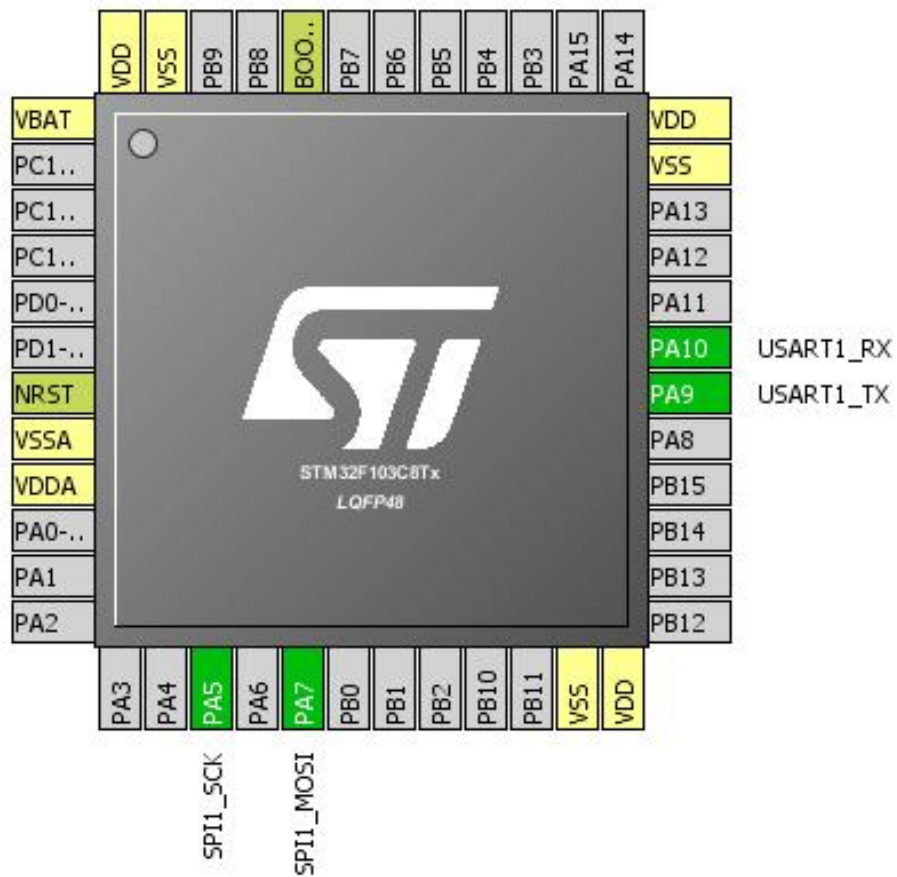 VDD
VSS
PB9
PB8
BOO..
PB7
PB6
PB5
PB4
PB3
PA15
PA14
VBAT
PC1..
PC1..
PC1..
PD0-..
PD1-..
NRST
VSSA
VDDA
PA0-..
PA1
PA2
VDD
VSS
PA13
PA12
PA11
PA10 USART1_RX
PA9 USART1_TX
PA8
PB15
PB14
PB13
PB12
ST
STM32F103C8Tx
LQFP48
PA3
PA4
PA5
PA6
PA7
PB0
PB1
PB2
PB10
PB11
VSS
VDD
SPI1_SCK
SPI1_MOSI